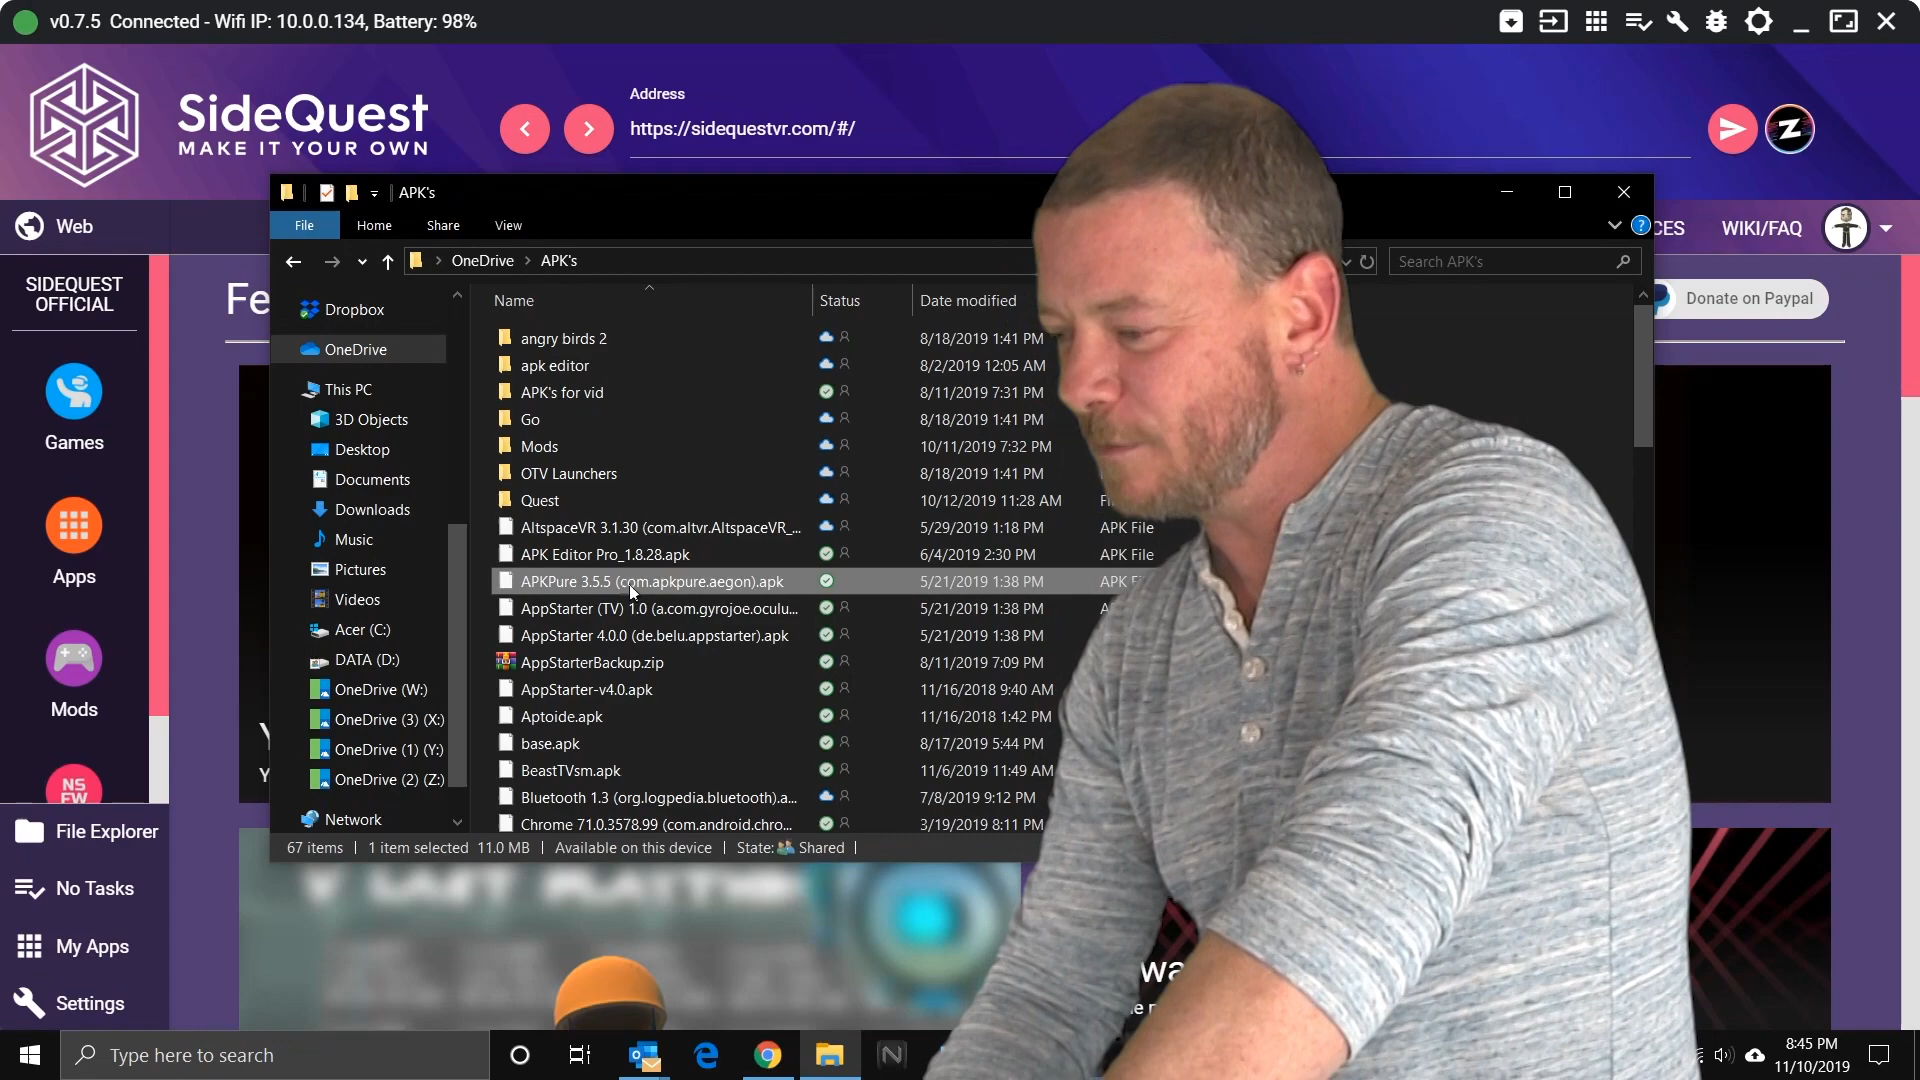 v0.7.5 Connected - Wifi IP: 10.0.0.134, Battery: 98%
SideQuest
MAKE IT YOUR OWN
Address
https://sidequestvr.com/#/
Z
APK's
File Home Share View
?
Web
CES WIKI/FAQ
OneDrive > APK's
Search APK's
SIDEQUEST
OFFICIAL
Fe
Donate on Paypal
Games
Apps
Mods
NS
FW
File Explorer
No Tasks
My Apps
Settings
Dropbox
OneDrive
This PC
3D Objects
Desktop
Documents
Downloads
Music
Pictures
Videos
Acer (C:)
DATA (D:)
OneDrive (W:)
OneDrive (3) (X:)
OneDrive (1) (Y:)
OneDrive (2) (Z:)
Network
Name Status Date modified
angry birds 2 8/18/2019 1:41 PM
apk editor 8/2/2019 12:05 AM
APK's for vid 8/11/2019 7:31 PM
Go 8/18/2019 1:41 PM
Mods 10/11/2019 7:32 PM
OTV Launchers 8/18/2019 1:41 PM
Quest 10/12/2019 11:28 AM
AltspaceVR 3.1.30 (com.altvr.AltspaceVR_... 5/29/2019 1:18 PM APK File
APK Editor Pro_1.8.28.apk 6/4/2019 2:30 PM APK File
APKPure 3.5.5 (com.apkpure.aegon).apk 5/21/2019 1:38 PM APK F
AppStarter (TV) 1.0 (a.com.gyrojoe.oculu... 5/21/2019 1:38 PM A
AppStarter 4.0.0 (de.belu.appstarter).apk 5/21/2019 1:38 PM
AppStarterBackup.zip 8/11/2019 7:09 PM
AppStarter-v4.0.apk 11/16/2018 9:40 AM
Aptoide.apk 11/16/2018 1:42 PM
base.apk 8/17/2019 5:44 PM
BeastTVsm.apk 11/6/2019 11:49 AM
Bluetooth 1.3 (org.logpedia.bluetooth).a... 7/8/2019 9:12 PM
Chrome 71.0.3578.99 (com.android.chro... 3/19/2019 8:11 PM
67 items 1 item selected 11.0 MB Available on this device State: Shared
Type here to search
N
8:45 PM
11/10/2019